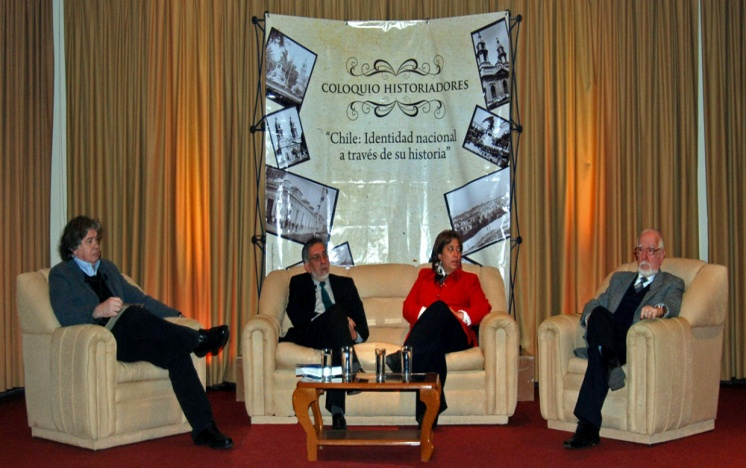 COLOQUIO HISTORIADORES
“Chile: Identidad nacional
a través de su historia”